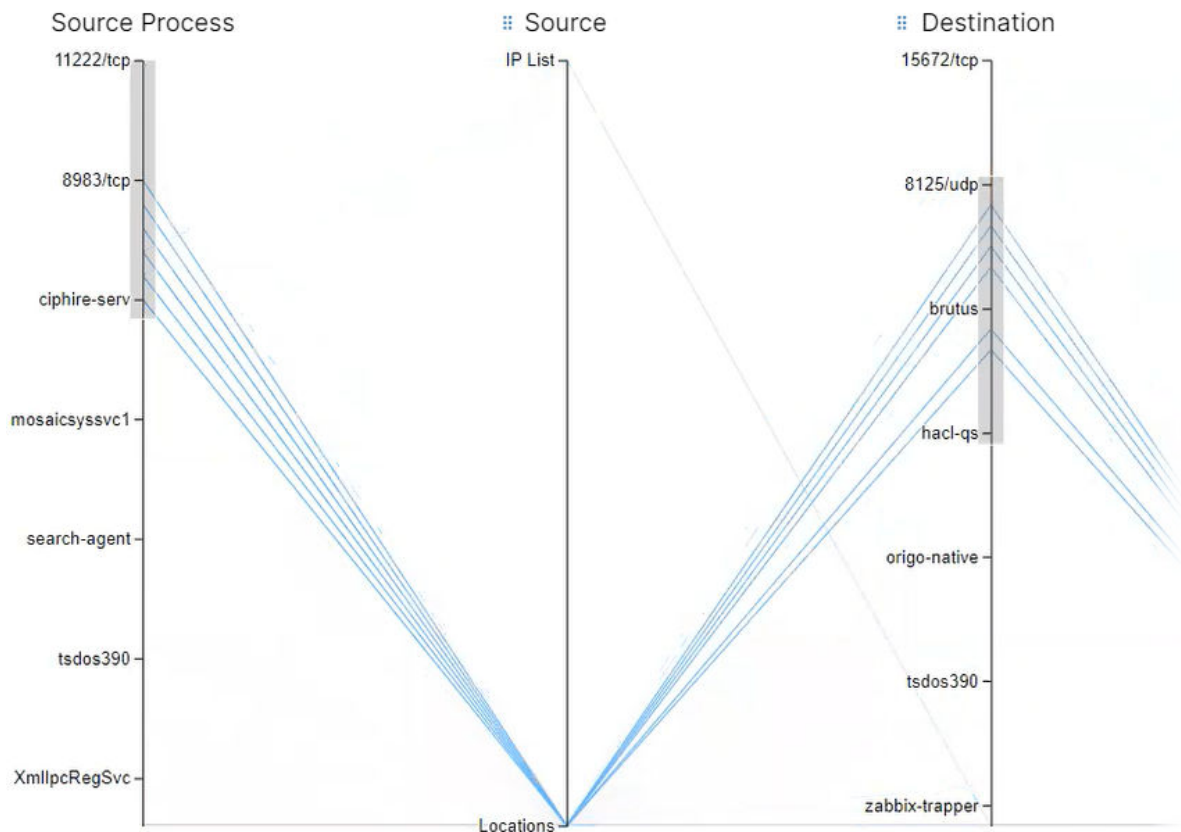 Source Process
Source
Destination
11222/tcp
8983/tcp
ciphire-serv
mosaicsyssvc1
search-agent
tsdos390
XmlIpcRegSvc
IP List
Locations
15672/tcp
8125/udp
brutus
hacl-qs
origo-native
tsdos390
zabbix-trapper